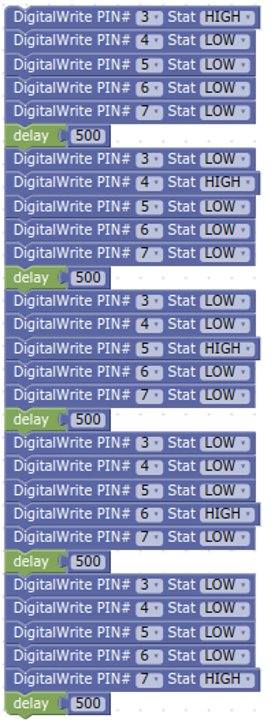 DigitalWrite PIN# 3 Stat HIGH
DigitalWrite PIN# 4 Stat LOW
DigitalWrite PIN# 5 Stat LOW
DigitalWrite PIN# 6 Stat LOW
DigitalWrite PIN# 7 Stat LOW
delay 500
DigitalWrite PIN# 3 Stat LOW
DigitalWrite PIN# 4 Stat HIGH
DigitalWrite PIN# 5 Stat LOW
DigitalWrite PIN# 6 Stat LOW
DigitalWrite PIN# 7 Stat LOW
delay 500
DigitalWrite PIN# 3 Stat LOW
DigitalWrite PIN# 4 Stat LOW
DigitalWrite PIN# 5 Stat HIGH
DigitalWrite PIN# 6 Stat LOW
DigitalWrite PIN# 7 Stat LOW
delay 500
DigitalWrite PIN# 3 Stat LOW
DigitalWrite PIN# 4 Stat LOW
DigitalWrite PIN# 5 Stat LOW
DigitalWrite PIN# 6 Stat HIGH
DigitalWrite PIN# 7 Stat LOW
delay 500
DigitalWrite PIN# 3 Stat LOW
DigitalWrite PIN# 4 Stat LOW
DigitalWrite PIN# 5 Stat LOW
DigitalWrite PIN# 6 Stat LOW
DigitalWrite PIN# 7 Stat HIGH
delay 500